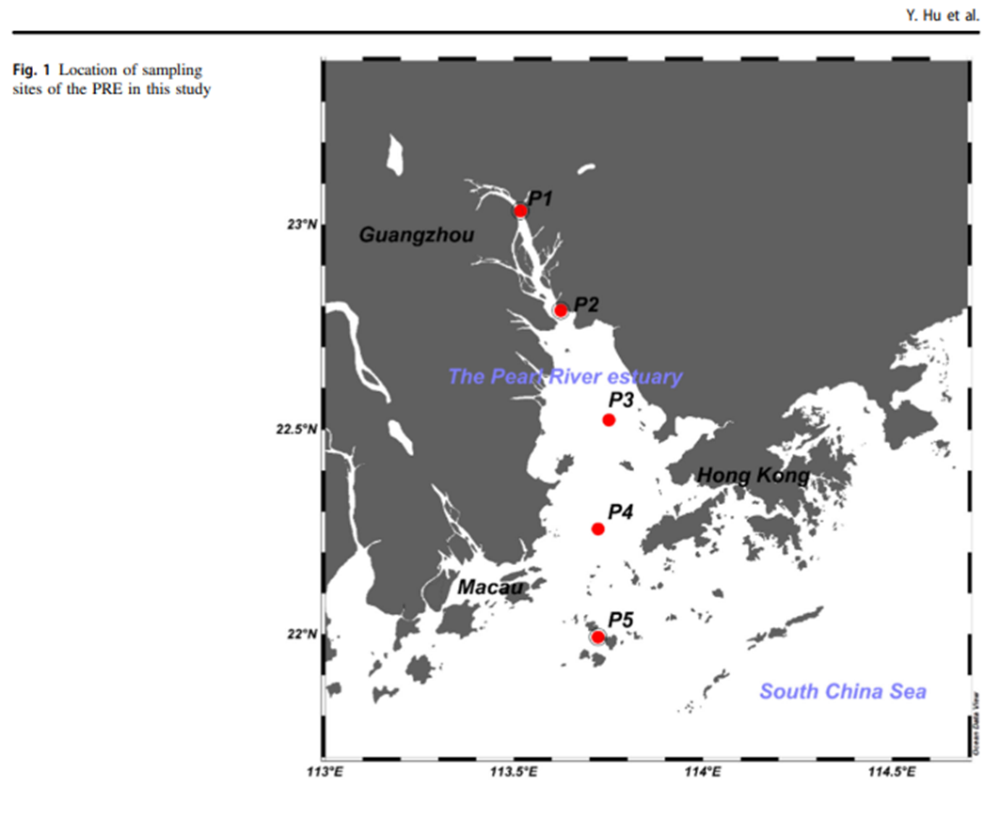 Y. Hu et al.
Fig. 1 Location of sampling
sites of the PRE in this study
P1
23°N
Guangzhou
P2
The Pearl River estuary
P3
22.5°N
Hong Kong
P4
Macau
P5
22°N
South China Sea
Ocean Data View
113°E
113.5°E
114°E
114.5°E